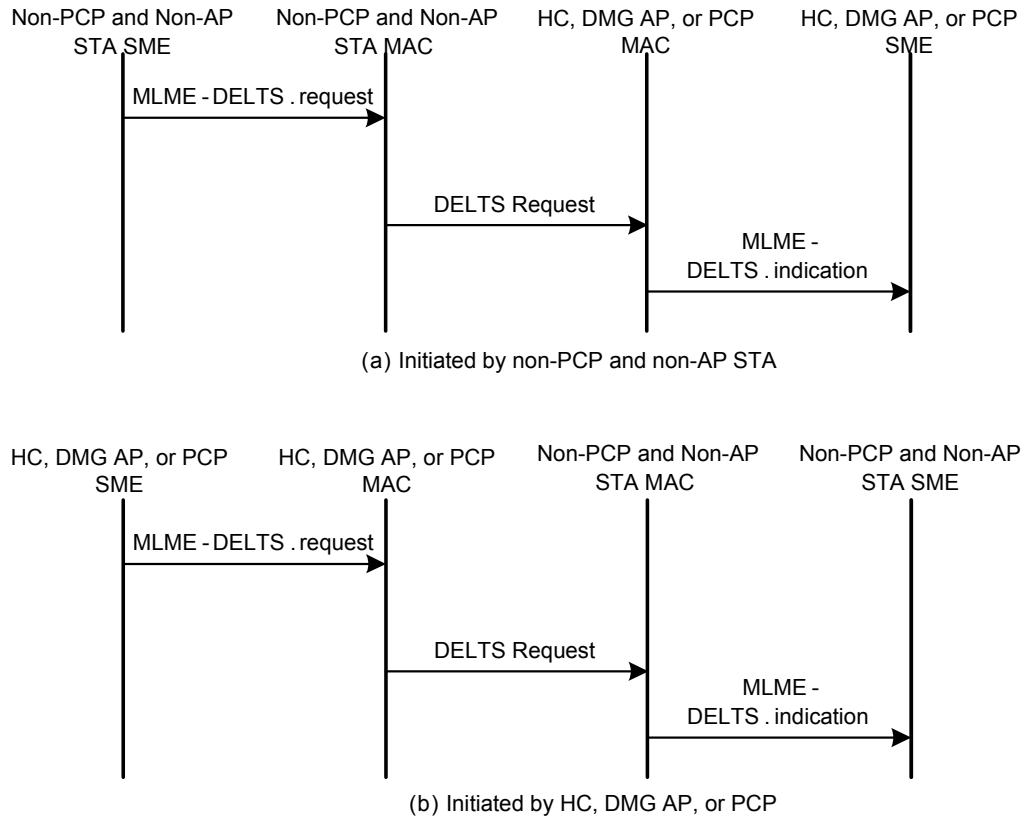 Non-PCP and Non-AP
STA SME
Non-PCP and Non-AP
STA MAC
HC, DMG AP, or PCP
MAC
HC, DMG AP, or PCP
SME
MLME - DELTS . request
DELTS Request
MLME -
DELTS . indication
(a) Initiated by non-PCP and non-AP STA
HC, DMG AP, or PCP
SME
HC, DMG AP, or PCP
MAC
Non-PCP and Non-AP
STA MAC
Non-PCP and Non-AP
STA SME
MLME - DELTS . request
DELTS Request
MLME -
DELTS . indication
(b) Initiated by HC, DMG AP, or PCP